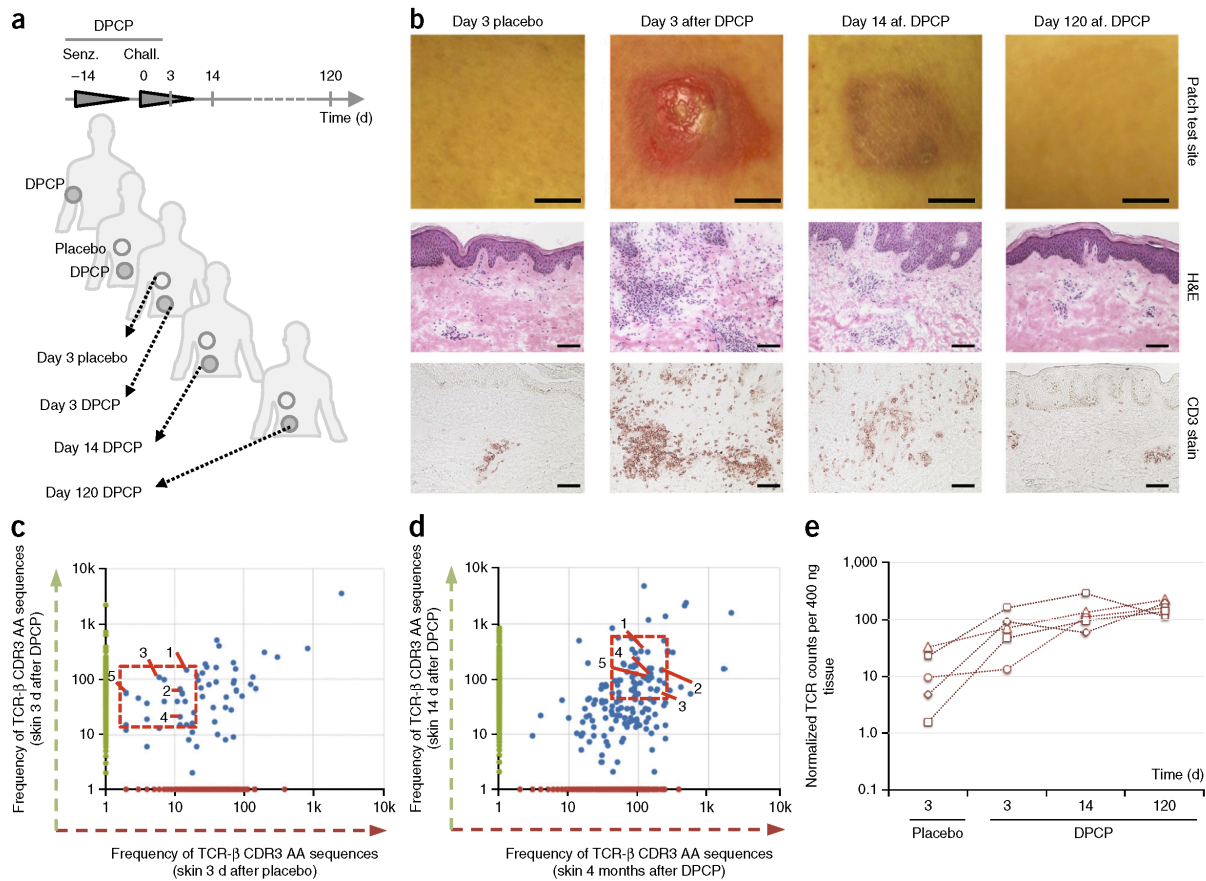 a
DPCP
Senz.
Chall.
−14
0
3
14
120
Time (d)
DPCP
Placebo
DPCP
Day 3 placebo
Day 3 DPCP
Day 14 DPCP
Day 120 DPCP
b
Day 3 placebo
Day 3 after DPCP
Day 14 af. DPCP
Day 120 af. DPCP
Patch test site
H&E
CD3 stain
c
Frequency of TCR-β CDR3 AA sequences
(skin 3 d after DPCP)
10k
1k
100
10
1
1
2
3
4
5
1
10
100
1k
10k
Frequency of TCR-β CDR3 AA sequences
(skin 3 d after placebo)
d
Frequency of TCR-β CDR3 AA sequences
(skin 14 d after DPCP)
10k
1k
100
10
1
1
4
5
2
3
1
10
100
1k
10k
Frequency of TCR-β CDR3 AA sequences
(skin 4 months after DPCP)
e
Normalized TCR counts per 400 ng
tissue
1,000
100
10
1.0
0.1
Time (d)
3
3
14
120
Placebo
DPCP